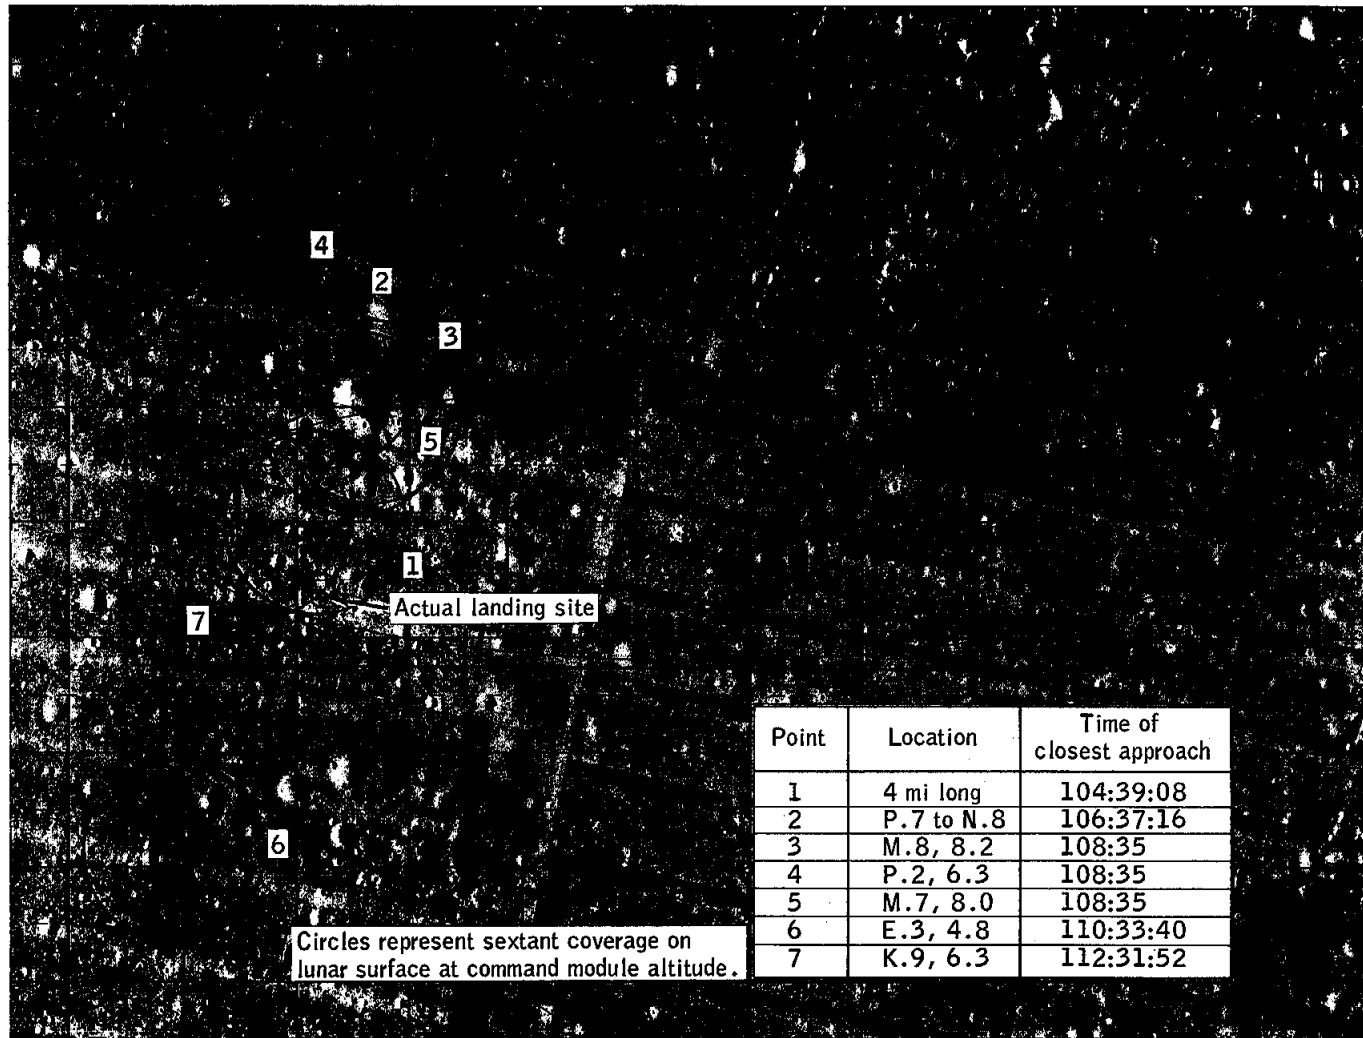 4
2
3
5
1
Actual landing site
7
6
Circles represent sextant coverage on
lunar surface at command module altitude.
Point Location Time of
closest approach
1 4 mi long 104:39:08
2 P.7 to N.8 106:37:16
3 M.8, 8.2 108:35
4 P.2, 6.3 108:35
5 M.7, 8.0 108:35
6 E.3, 4.8 110:33:40
7 K.9, 6.3 112:31:52